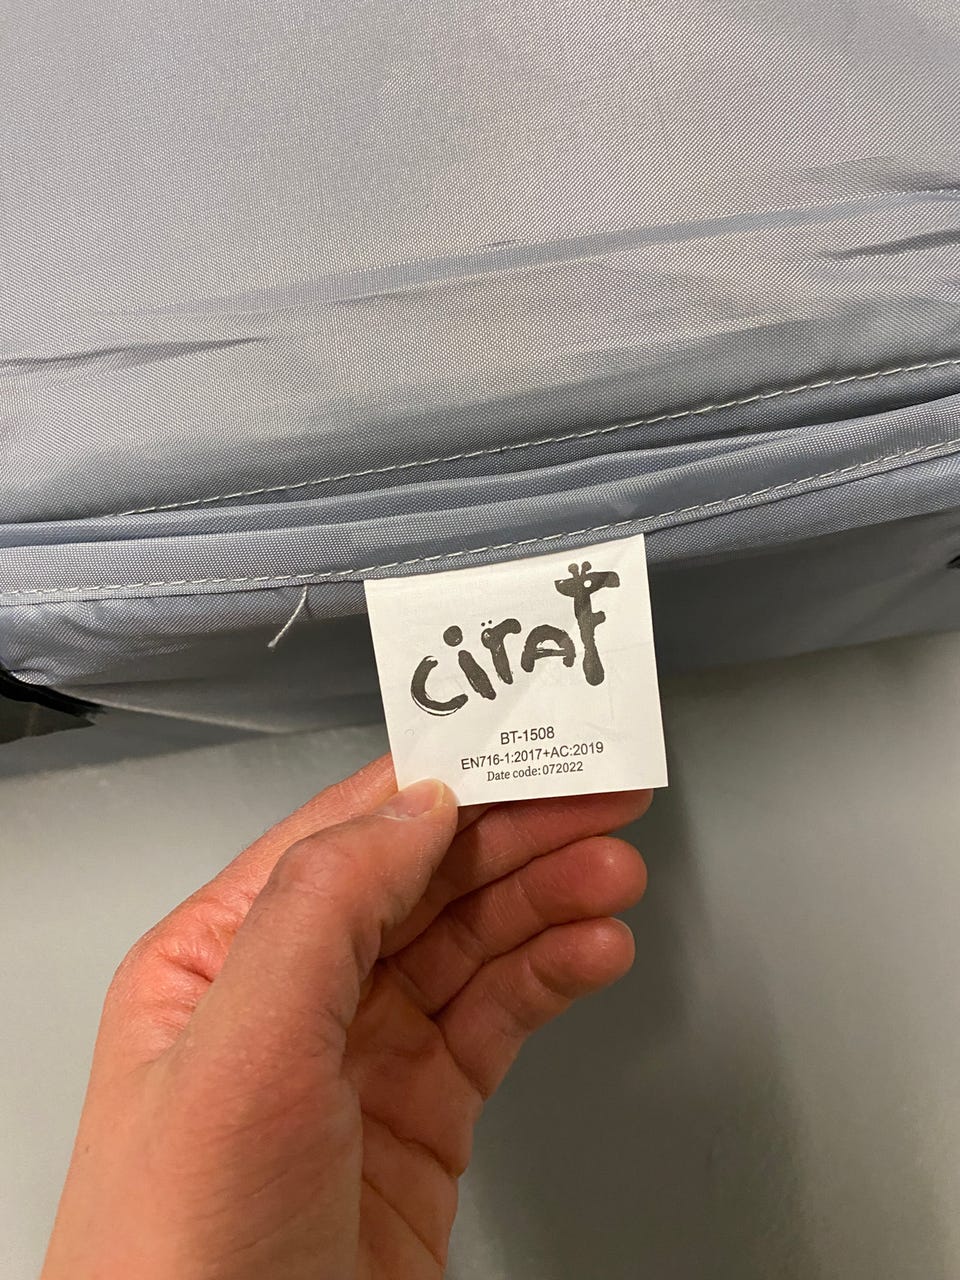 ciraf
BT-1508
EN716-1:2017+AC:2019
Date code:072022